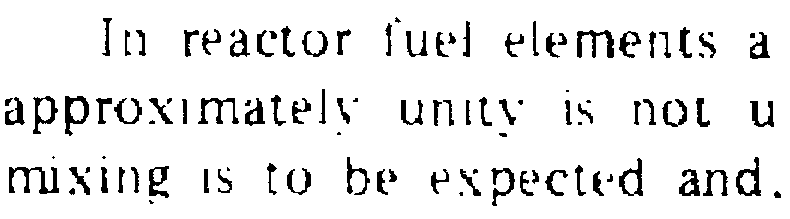 In reactor fuel elements a
approximately unity is not u
mixing is to be expected and.